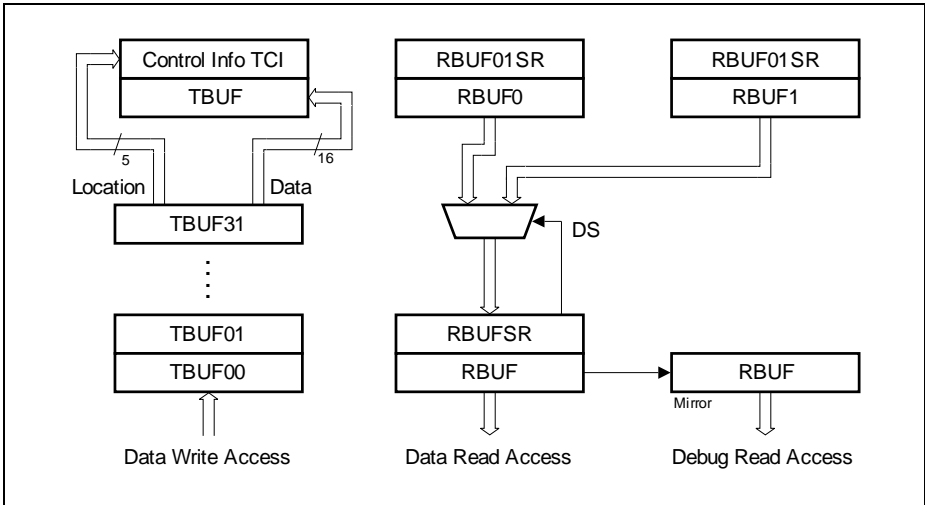 Control Info TCI
TBUF
5
16
Location
Data
TBUF31
TBUF01
TBUF00
Data Write Access
RBUF01SR
RBUF0
RBUF01SR
RBUF1
DS
RBUFSR
RBUF
Mirror
RBUF
Data Read Access
Debug Read Access